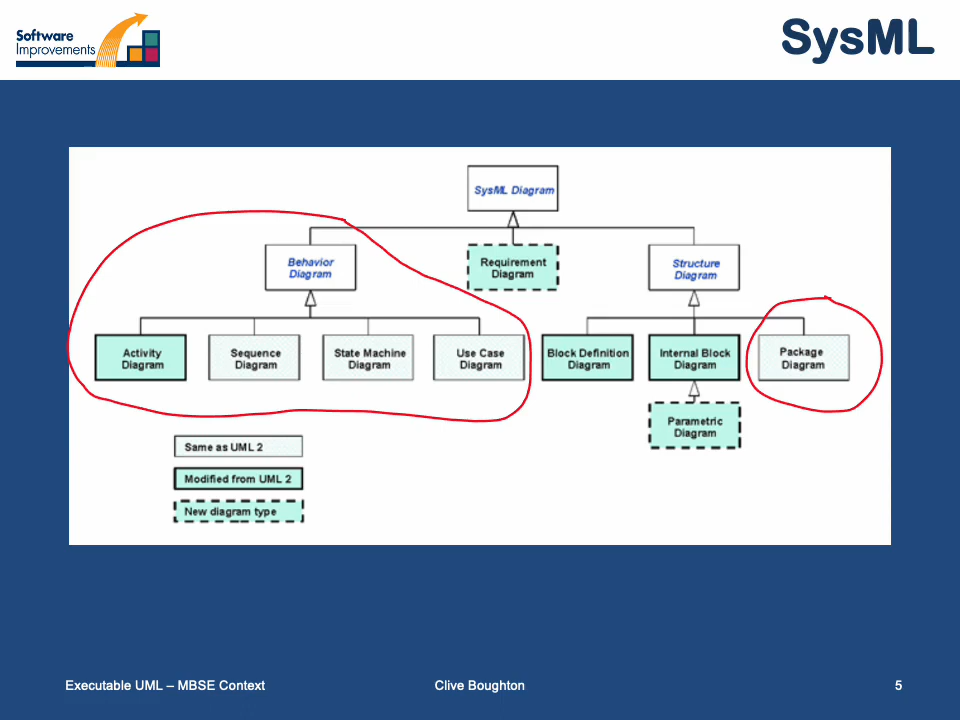 Software
Improvements
SysML
SysML Diagram
Behavior
Diagram
Requirement
Diagram
Structure
Diagram
Activity
Diagram
Sequence
Diagram
State Machine
Diagram
Use Case
Diagram
Block Definition
Diagram
Internal Block
Diagram
Package
Diagram
Parametric
Diagram
Same as UML 2
Modified from UML 2
New diagram type
Executable UML – MBSE Context
Clive Boughton
5